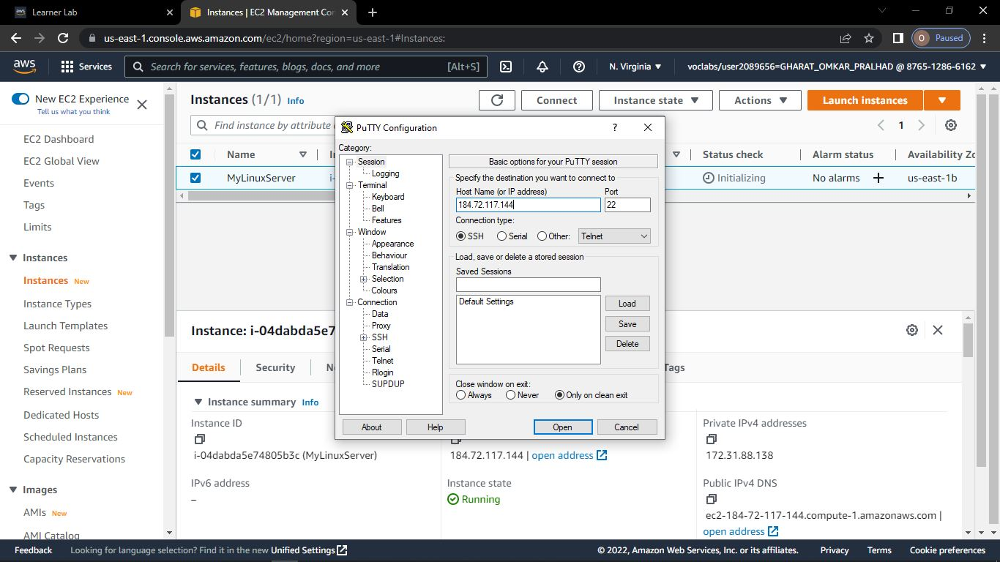 aws Learner Lab
Instances | EC2 Management Con
us-east-1.console.aws.amazon.com/ec2/home?region=us-east-1#Instances:
O Paused
aws
Services
Search for services, features, blogs, docs, and more [Alt+S]
N. Virginia
voclabs/user2089656=GHARAT_OMKAR_PRALHAD @ 8765-1286-6162
New EC2 Experience
Tell us what you think
EC2 Dashboard
EC2 Global View
Events
Tags
Limits
Instances
Instances New
Instance Types
Launch Templates
Spot Requests
Savings Plans
Reserved Instances New
Dedicated Hosts
Scheduled Instances
Capacity Reservations
Images
AMIs New
AMI Catalog
Instances (1/1) Info
Connect
Instance state
Actions
Launch instances
Find instance by attribute
1
Name
Status check
Alarm status
Availability Zo
MyLinuxServer
i-
Initializing
No alarms +
us-east-1b
PuTTY Configuration
?
Category:
Session
Logging
Terminal
Keyboard
Bell
Features
Window
Appearance
Behaviour
Translation
Selection
Colours
Connection
Data
Proxy
SSH
Serial
Telnet
Rlogin
SUPDUP
Basic options for your PuTTY session
Specify the destination you want to connect to
Host Name (or IP address) Port
184.72.117.144 22
Connection type:
SSH Serial Other: Telnet
Load, save or delete a stored session
Saved Sessions
Default Settings
Load
Save
Delete
Close window on exit:
Always Never Only on clean exit
About Help Open Cancel
Instance: i-04dabda5e7
Details
Security
Tags
Instance summary Info
Instance ID
i-04dabda5e74805b3c (MyLinuxServer)
184.72.117.144 | open address
Private IPv4 addresses
172.31.88.138
IPv6 address
–
Instance state
Running
Public IPv4 DNS
ec2-184-72-117-144.compute-1.amazonaws.com |
open address
Feedback
Looking for language selection? Find it in the new Unified Settings
© 2022, Amazon Web Services, Inc. or its affiliates.
Privacy
Terms
Cookie preferences